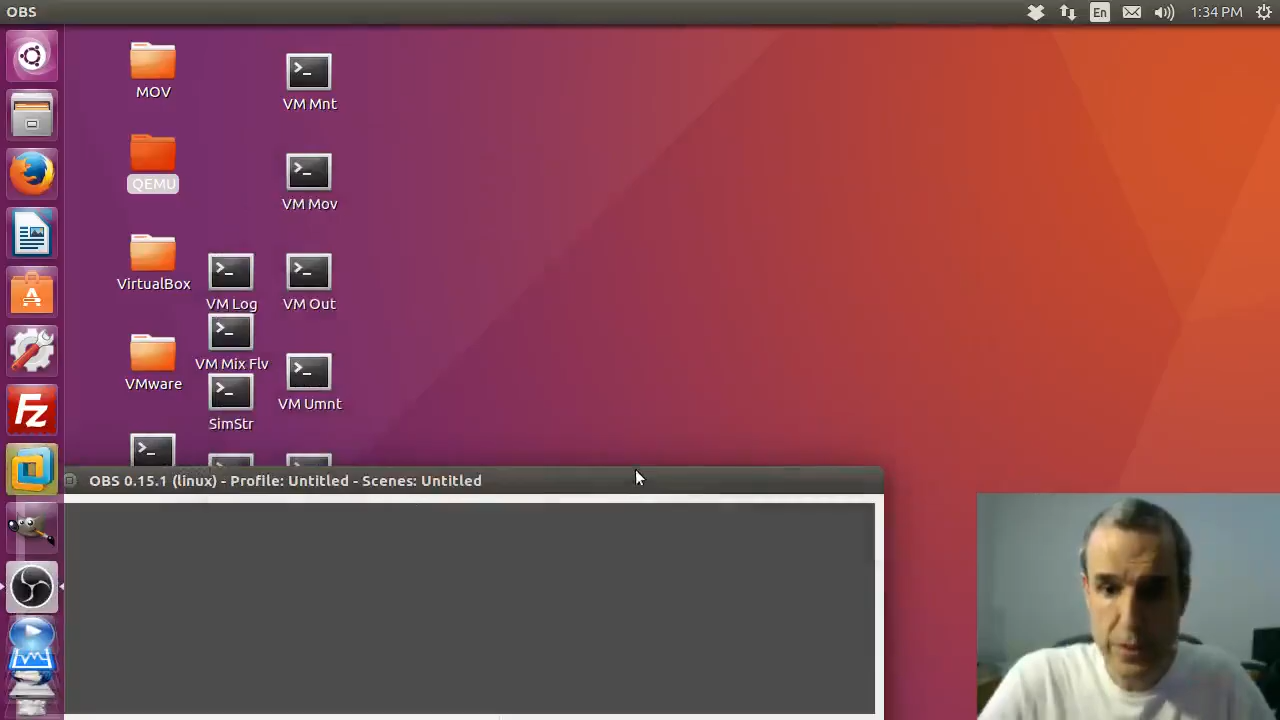 OBS
En
1:34 PM
MOV
VM Mnt
QEMU
VM Mov
VirtualBox
VM Log
VM Out
VM Mix Flv
VMware
VM Umnt
SimStr
Fz
OBS 0.15.1 (linux) - Profile: Untitled - Scenes: Untitled